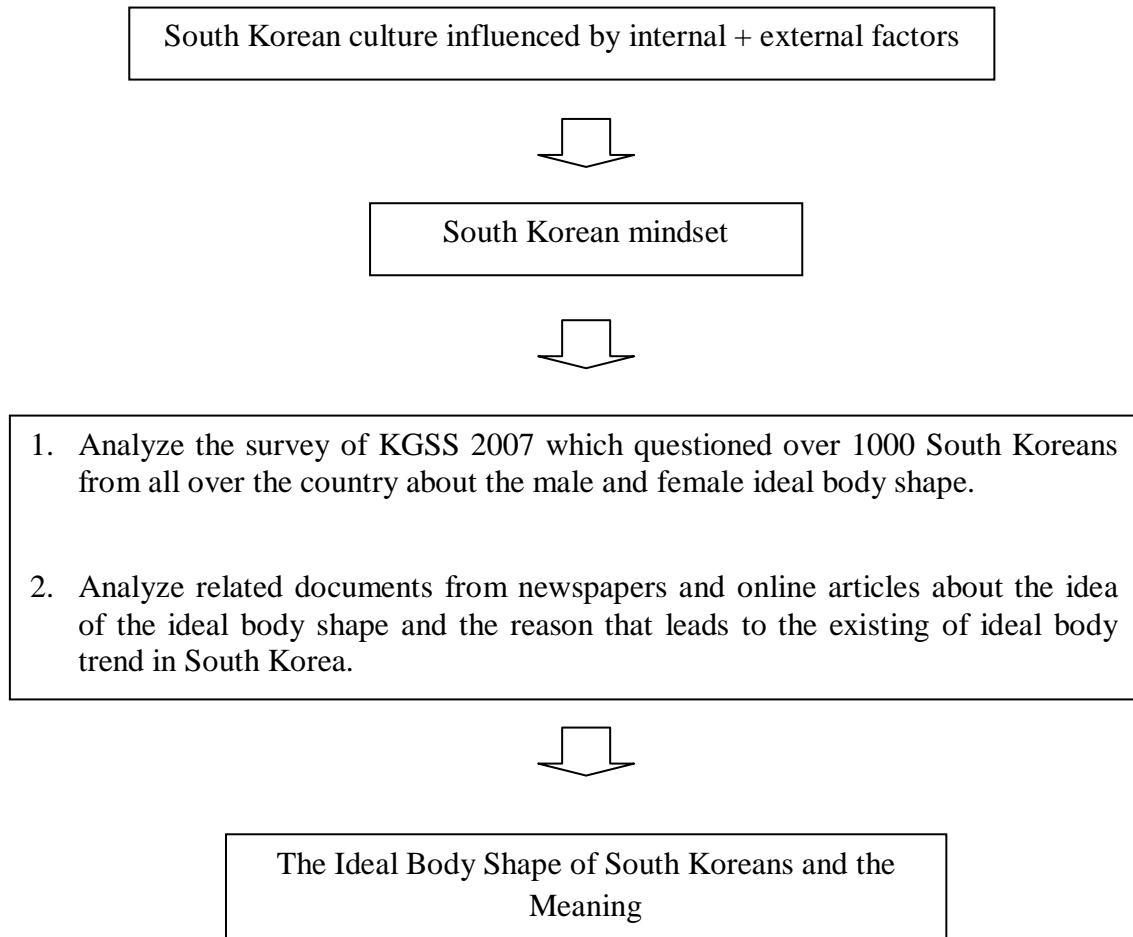 South Korean culture influenced by internal + external factors
South Korean mindset
1. Analyze the survey of KGSS 2007 which questioned over 1000 South Koreans
from all over the country about the male and female ideal body shape.
2. Analyze related documents from newspapers and online articles about the idea
of the ideal body shape and the reason that leads to the existing of ideal body
trend in South Korea.
The Ideal Body Shape of South Koreans and the
Meaning